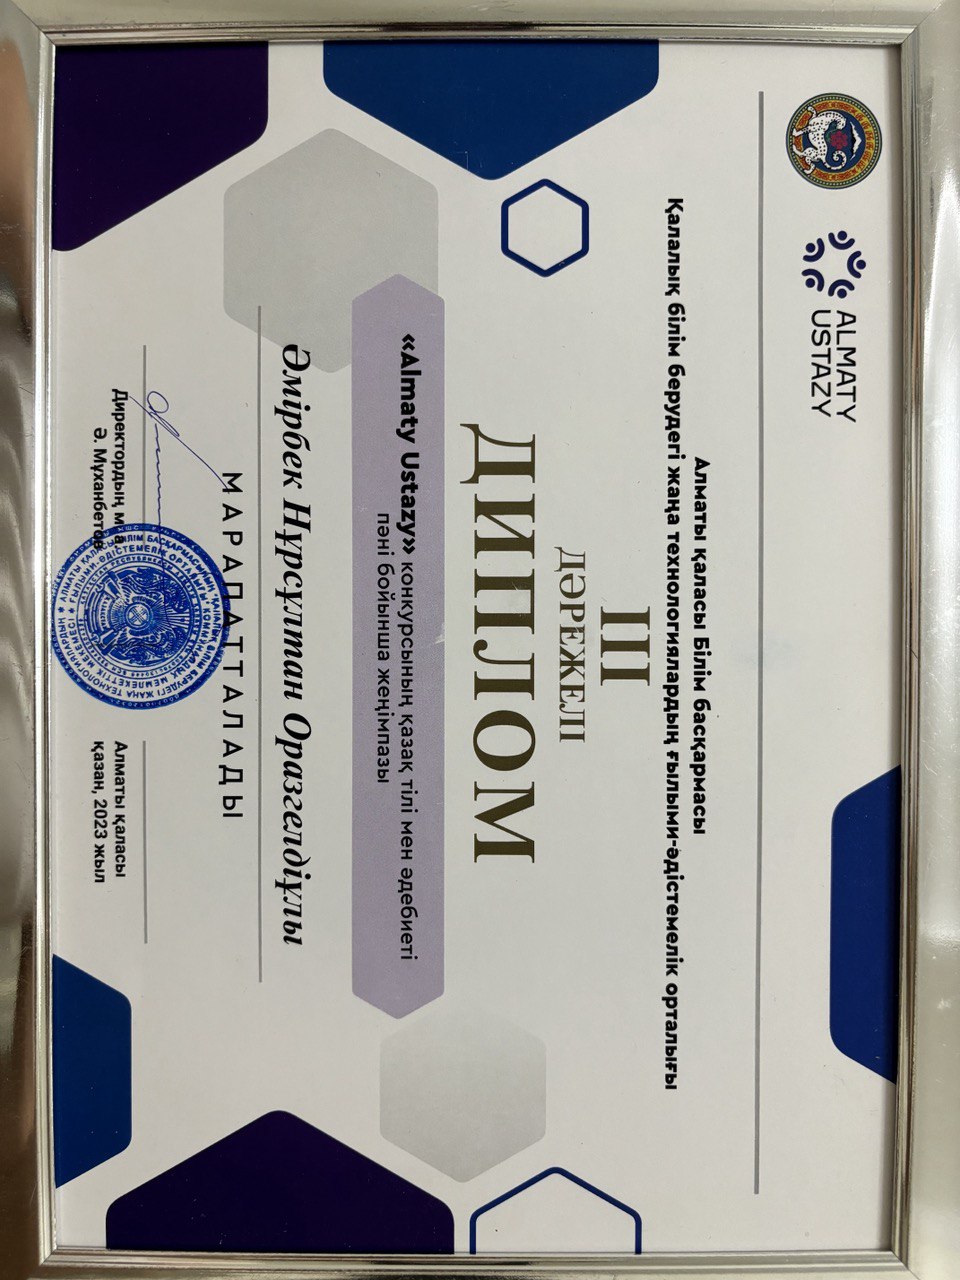 ALMATY
USTAZY
Алматы қаласы Білім басқармасы
Қалалық білім берудегі жаңа технологиялардың ғылыми-әдістемелік орталығы
III
ДӘРЕЖЕЛІ
ДИПЛОМ
«Almaty Ustazy» конкурсының қазақ тілі мен әдебиеті
пәні бойынша жеңімпазы
Әмірбек Нұрсұлтан Оразгелдіұлы
МАРАПАТТАЛАДЫ
Директордың м.а.
Ә. Мұханбетов
Алматы қаласы
қазан, 2023 жыл